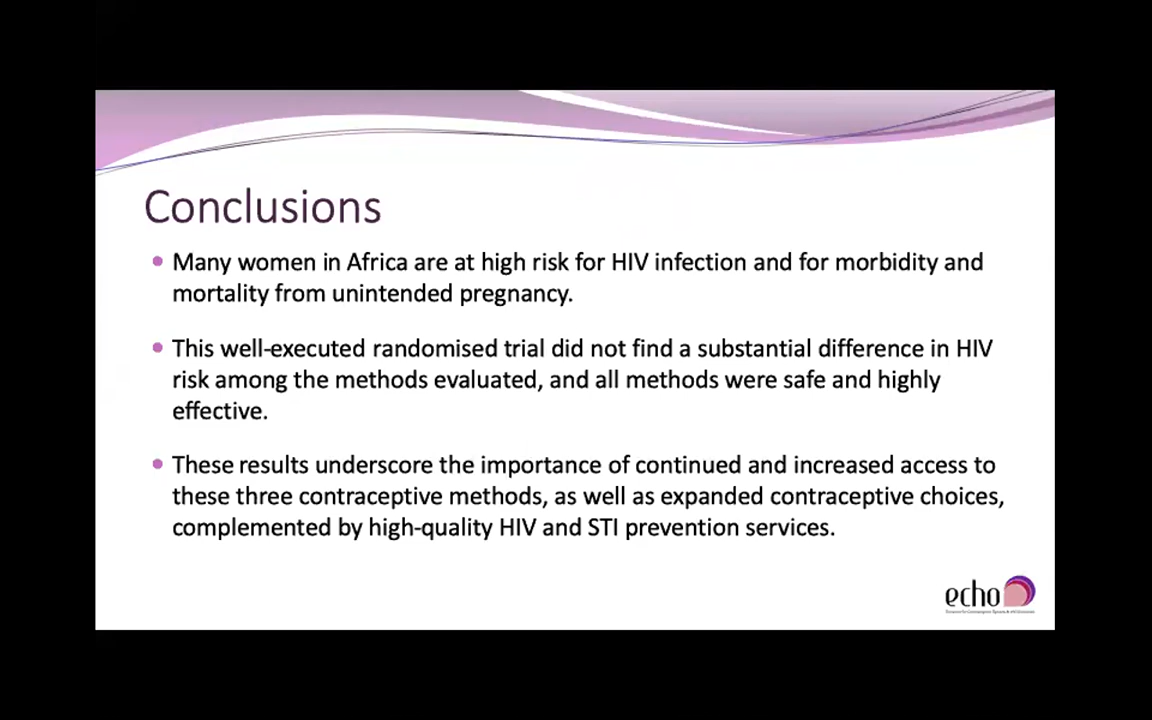 Conclusions
Many women in Africa are at high risk for HIV infection and for morbidity and
mortality from unintended pregnancy.
This well-executed randomised trial did not find a substantial difference in HIV
risk among the methods evaluated, and all methods were safe and highly
effective.
These results underscore the importance of continued and increased access to
these three contraceptive methods, as well as expanded contraceptive choices,
complemented by high-quality HIV and STI prevention services.
echo